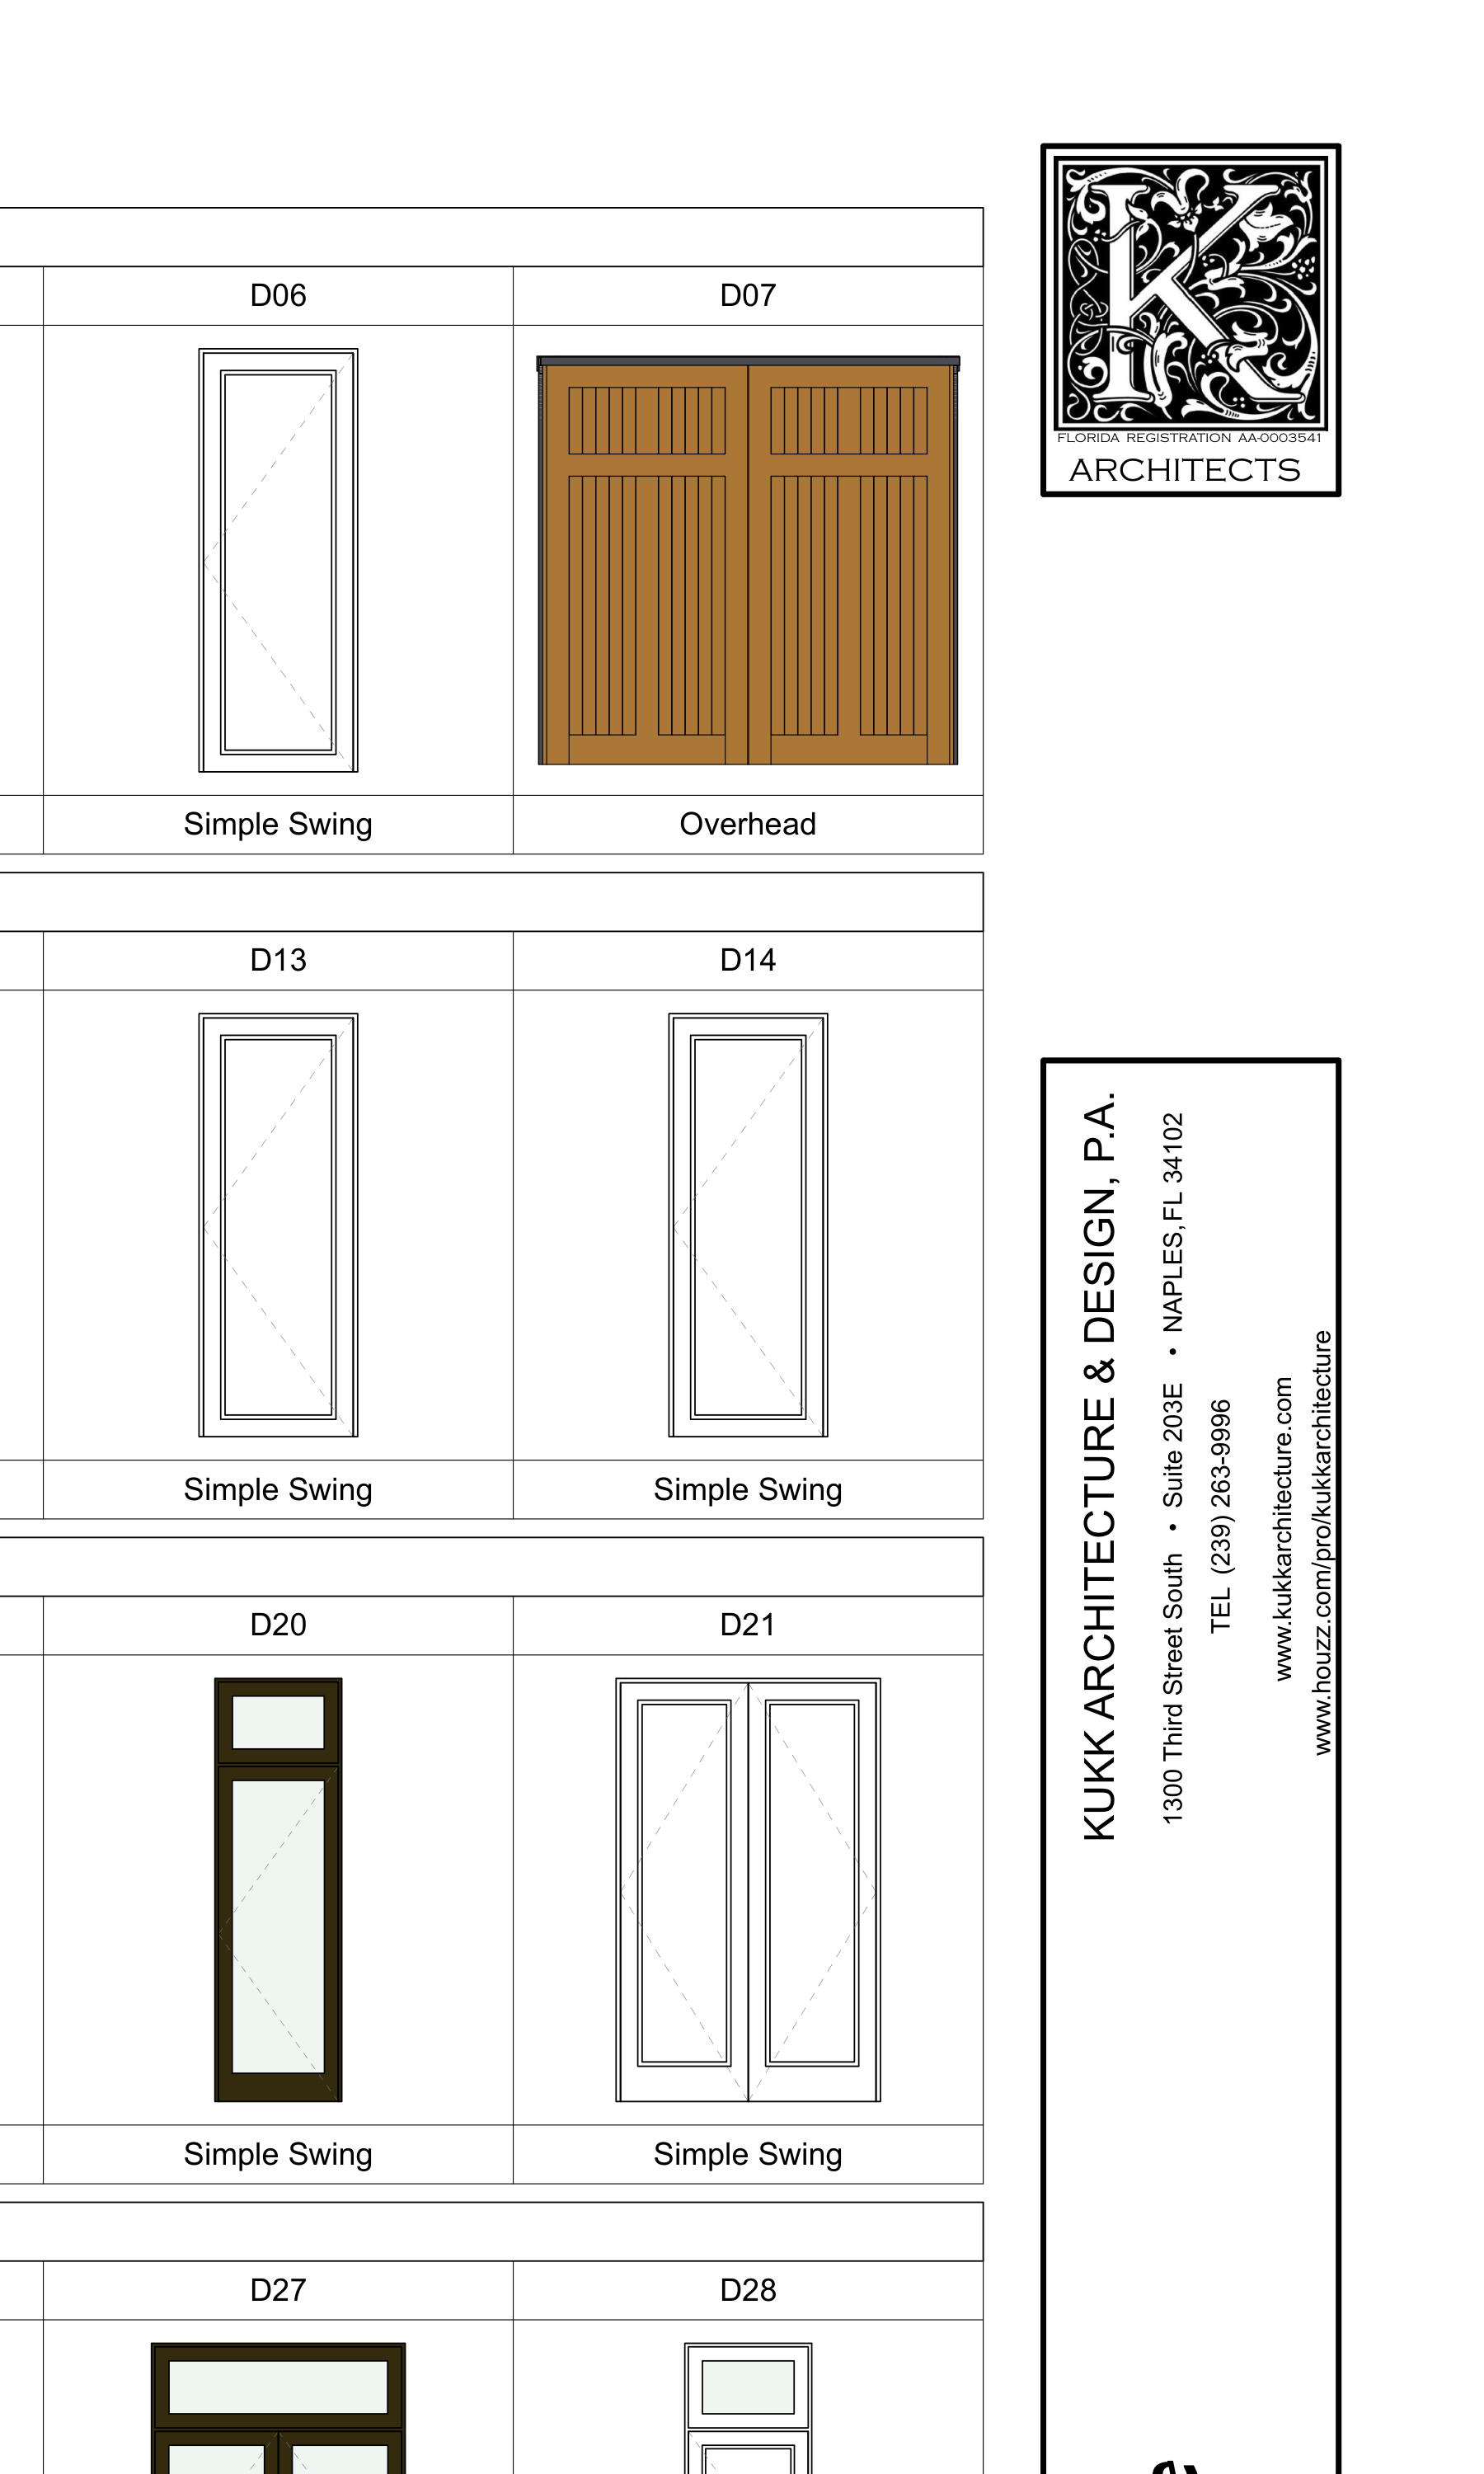 D06
D07
Simple Swing
Overhead
D13
D14
Simple Swing
Simple Swing
D20
D21
Simple Swing
Simple Swing
D27
D28
K
FLORIDA REGISTRATION AA-0003541
ARCHITECTS
KUKK ARCHITECTURE & DESIGN, P.A.
1300 Third Street South • Suite 203E • NAPLES, FL 34102
TEL (239) 263-9996
www.kukkarchitecture.com
www.houzz.com/pro/kukkarchitecture